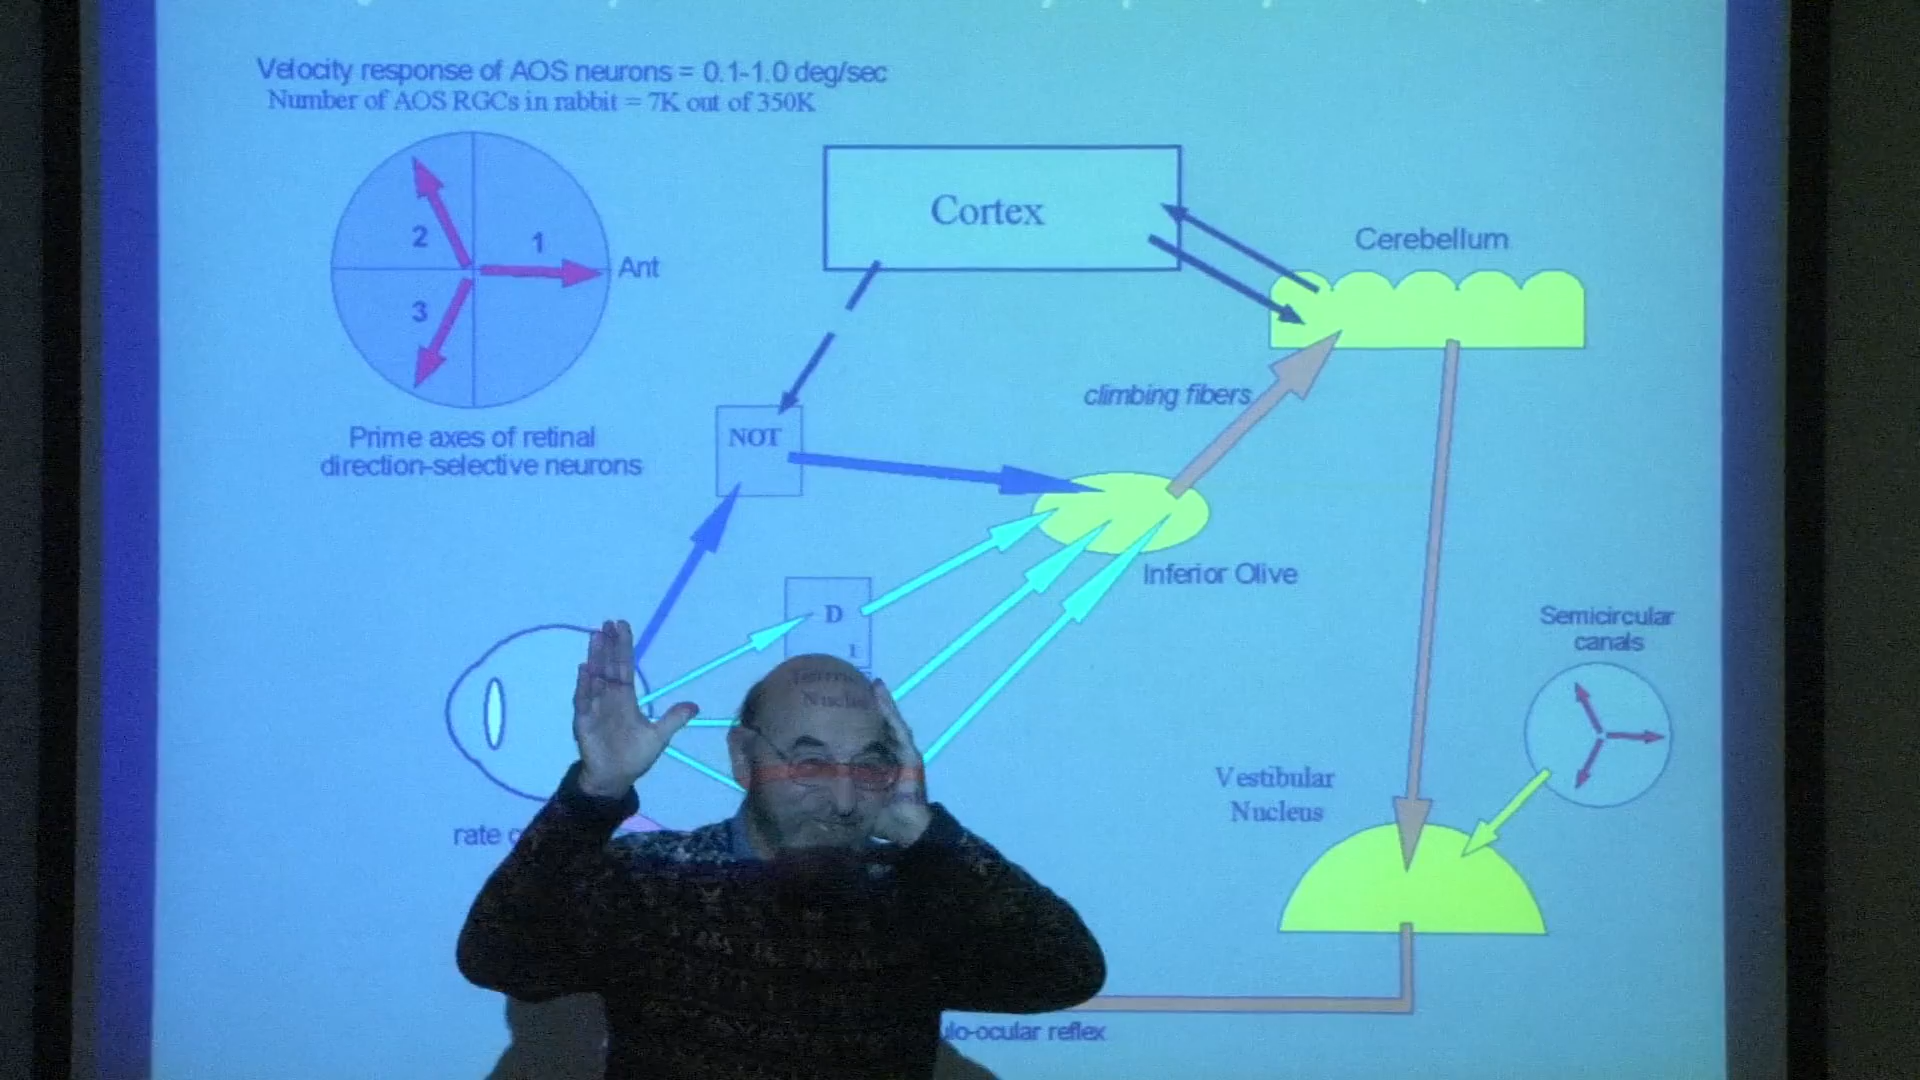 Velocity response of AOS neurons = 0.1-1.0 deg/sec
Number of AOS RGCs in rabbit = 7K out of 350K
Cortex
Cerebellum
2
1
Ant
3
climbing fibers
Prime axes of retinal
direction-selective neurons
NOT
Inferior Olive
D
1
Semicircular
canals
Vestibular
Nucleus
rate
ulo-ocular reflex